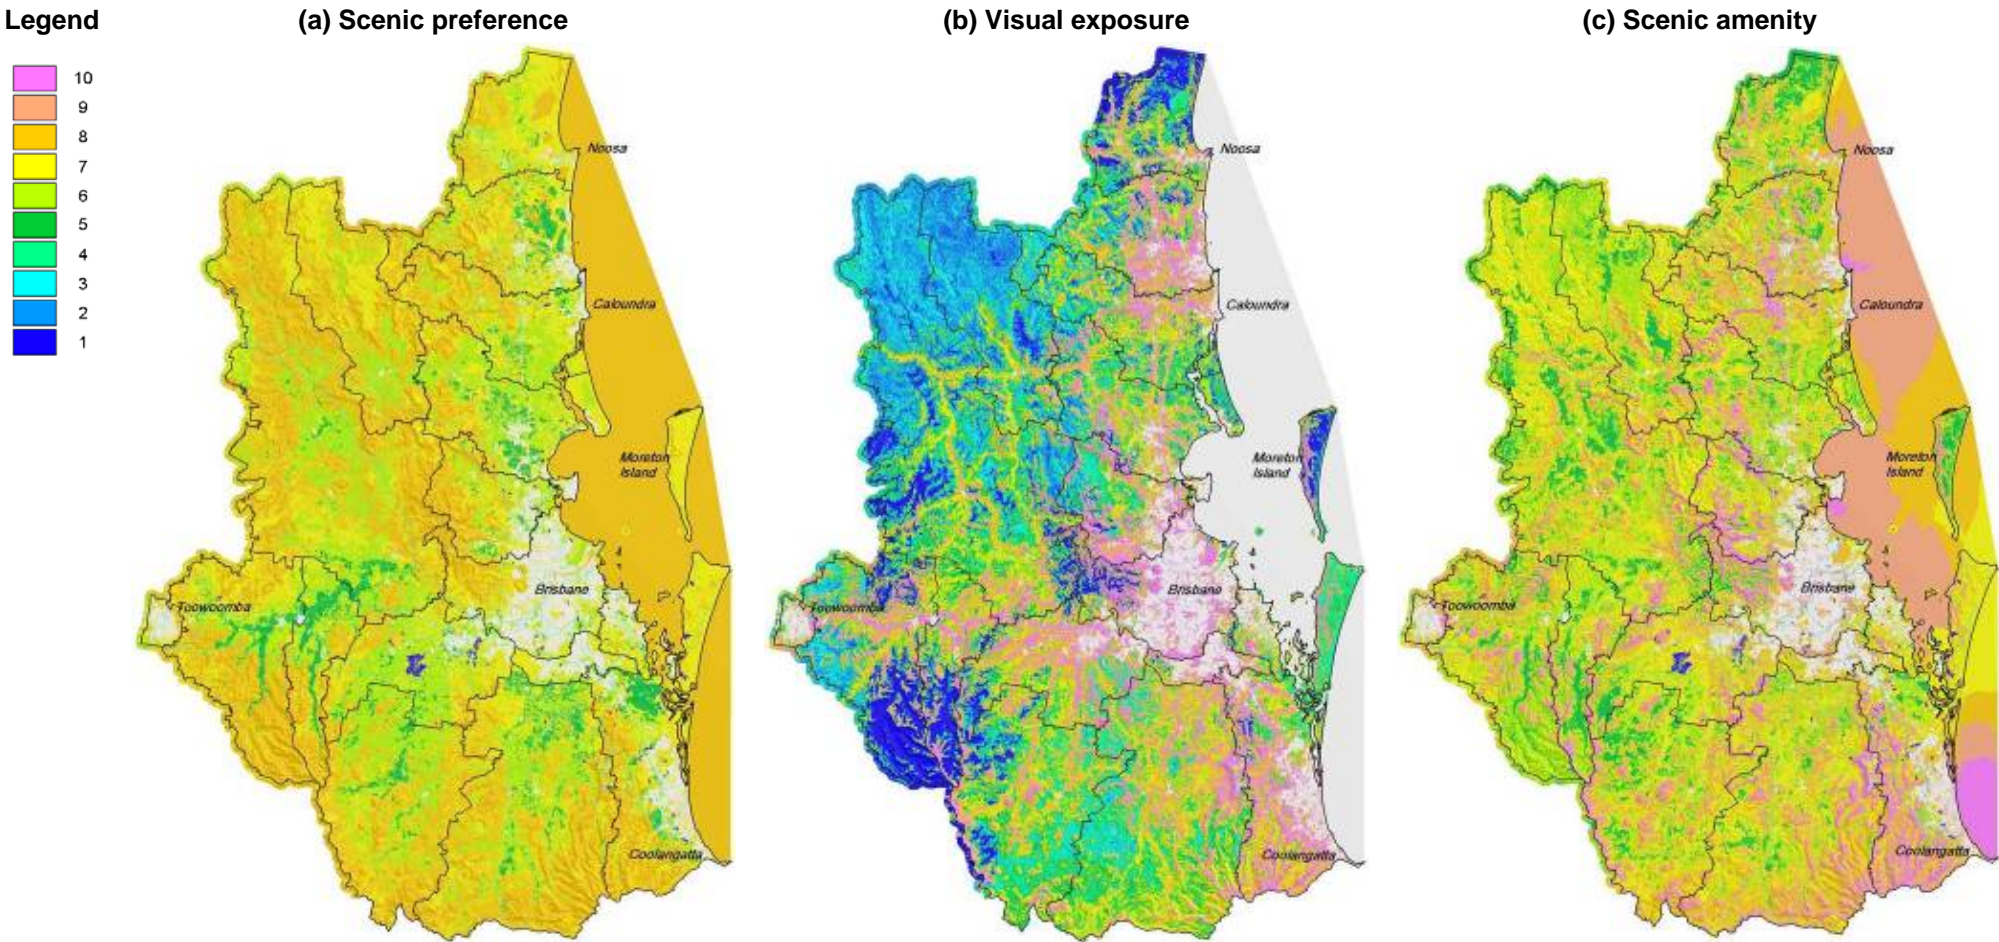 Legend
(a) Scenic preference
(b) Visual exposure
(c) Scenic amenity
10
9
8
7
6
5
4
3
2
1
Noosa
Caloundra
Moreton
Island
Toowoomba
Brisbane
Coolangatta
Noosa
Caloundra
Moreton
Island
Toowoomba
Brisbane
Coolangatta
Noosa
Caloundra
Moreton
Island
Toowoomba
Brisbane
Coolangatta